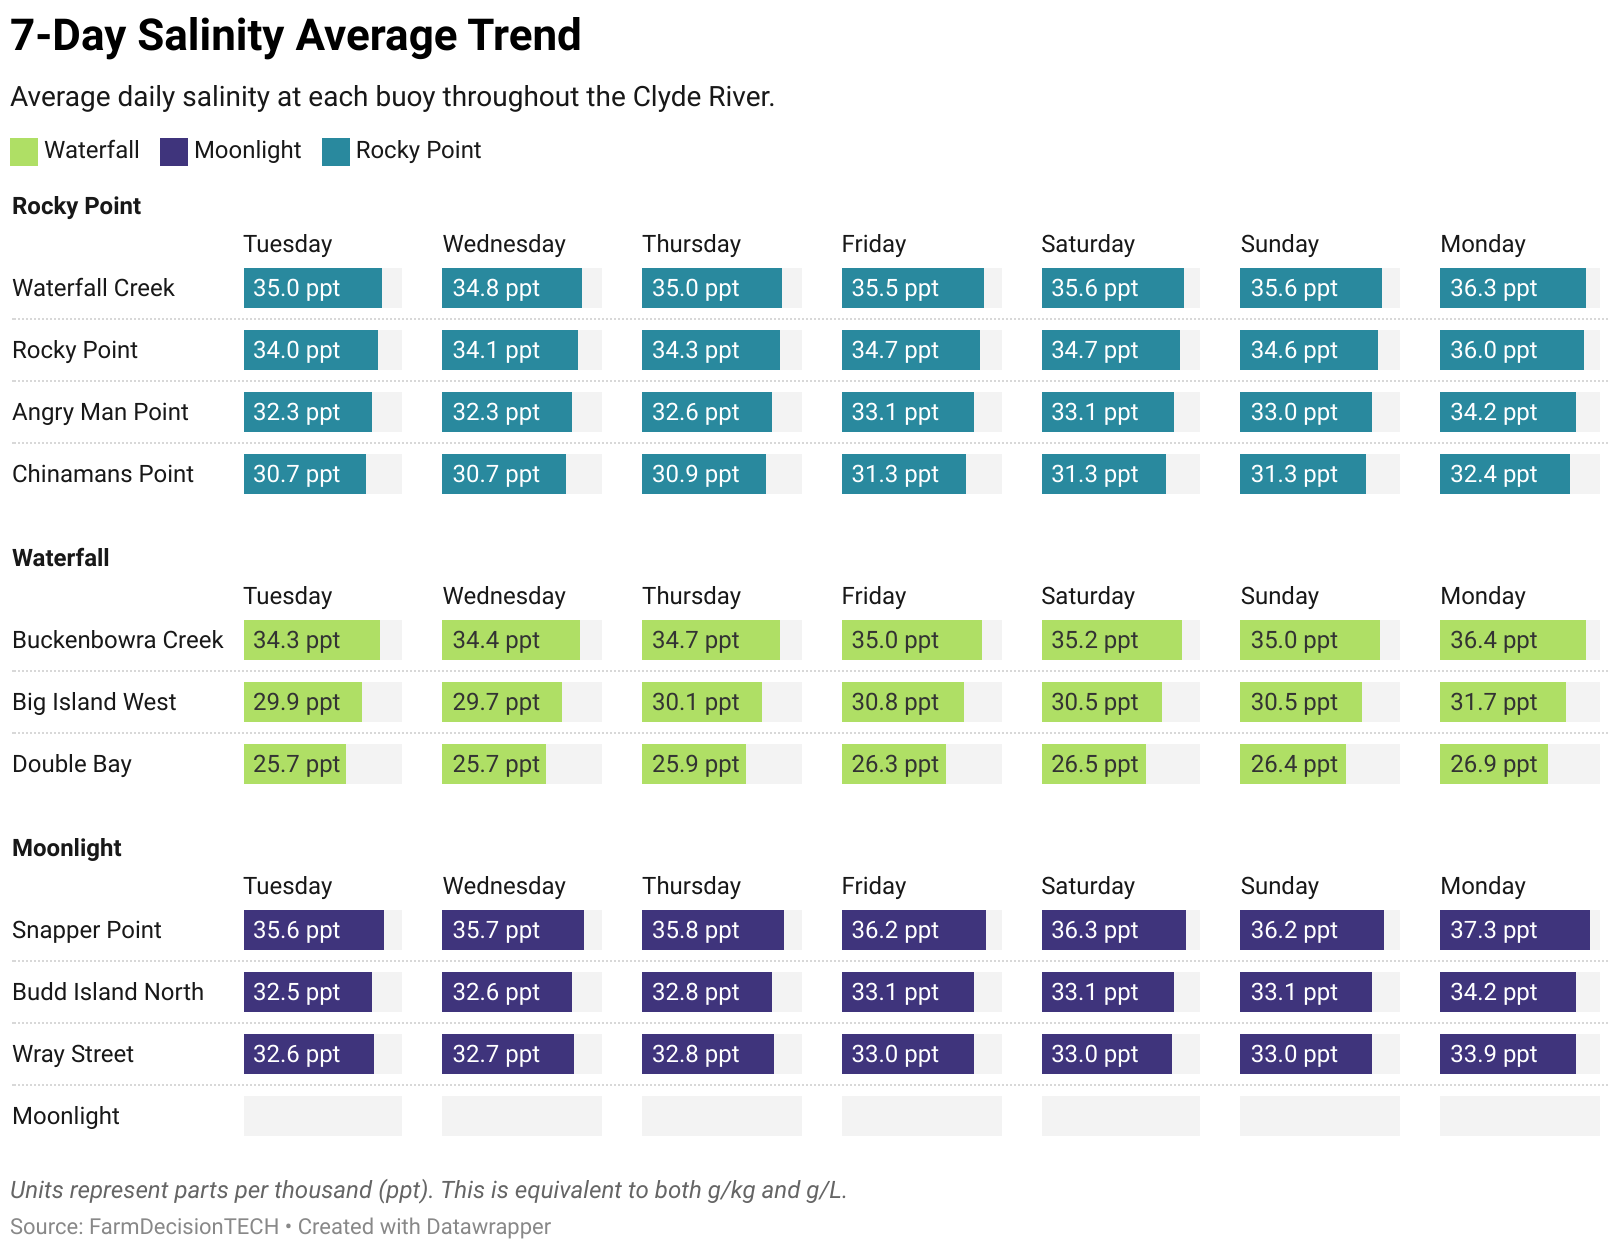 7-Day Salinity Average Trend
Average daily salinity at each buoy throughout the Clyde River.
Waterfall Moonlight Rocky Point
Rocky Point
Tuesday Wednesday Thursday Friday Saturday Sunday Monday
Waterfall Creek 35.0 ppt 34.8 ppt 35.0 ppt 35.5 ppt 35.6 ppt 35.6 ppt 36.3 ppt
Rocky Point 34.0 ppt 34.1 ppt 34.3 ppt 34.7 ppt 34.7 ppt 34.6 ppt 36.0 ppt
Angry Man Point 32.3 ppt 32.3 ppt 32.6 ppt 33.1 ppt 33.1 ppt 33.0 ppt 34.2 ppt
Chinamans Point 30.7 ppt 30.7 ppt 30.9 ppt 31.3 ppt 31.3 ppt 31.3 ppt 32.4 ppt
Waterfall
Tuesday Wednesday Thursday Friday Saturday Sunday Monday
Buckenbowra Creek 34.3 ppt 34.4 ppt 34.7 ppt 35.0 ppt 35.2 ppt 35.0 ppt 36.4 ppt
Big Island West 29.9 ppt 29.7 ppt 30.1 ppt 30.8 ppt 30.5 ppt 30.5 ppt 31.7 ppt
Double Bay 25.7 ppt 25.7 ppt 25.9 ppt 26.3 ppt 26.5 ppt 26.4 ppt 26.9 ppt
Moonlight
Tuesday Wednesday Thursday Friday Saturday Sunday Monday
Snapper Point 35.6 ppt 35.7 ppt 35.8 ppt 36.2 ppt 36.3 ppt 36.2 ppt 37.3 ppt
Budd Island North 32.5 ppt 32.6 ppt 32.8 ppt 33.1 ppt 33.1 ppt 33.1 ppt 34.2 ppt
Wray Street 32.6 ppt 32.7 ppt 32.8 ppt 33.0 ppt 33.0 ppt 33.0 ppt 33.9 ppt
Moonlight
Units represent parts per thousand (ppt). This is equivalent to both g/kg and g/L.
Source: FarmDecisionTECH • Created with Datawrapper